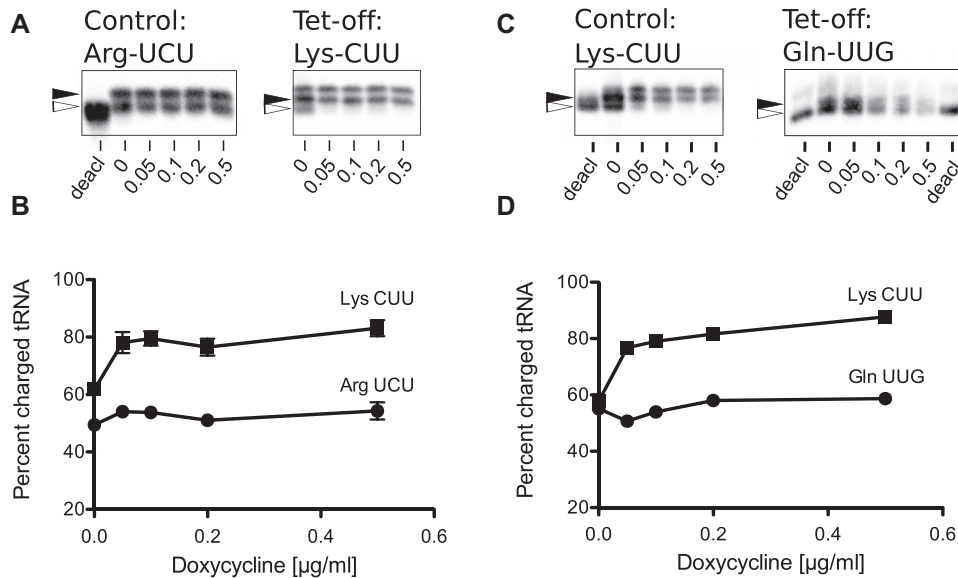 A
Control:
Arg-UCU
Tet-off:
Lys-CUU
deacl
0
0.05
0.1
0.2
0.5
0
0.05
0.1
0.2
0.5
C
Control:
Lys-CUU
Tet-off:
Gln-UUG
deacl
0
0.05
0.1
0.2
0.5
deacl
0
0.05
0.1
0.2
0.5
deacl
B
Percent charged tRNA
100
80
60
40
20
Lys CUU
Arg UCU
0.0
0.2
0.4
0.6
Doxycycline [µg/ml]
D
Percent charged tRNA
100
80
60
40
20
Lys CUU
Gln UUG
0.0
0.2
0.4
0.6
Doxycycline [µg/ml]